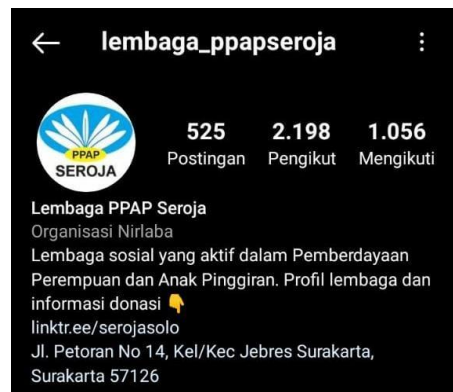 lembaga_ppapseroja
PPAP
SEROJA
525 2.198 1.056
Postingan Pengikut Mengikuti
Lembaga PPAP Seroja
Organisasi Nirlaba
Lembaga sosial yang aktif dalam Pemberdayaan
Perempuan dan Anak Pinggiran. Profil lembaga dan
informasi donasi 👇
linktr.ee/serojasolo
Jl. Petoran No 14, Kel/Kec Jebres Surakarta,
Surakarta 57126